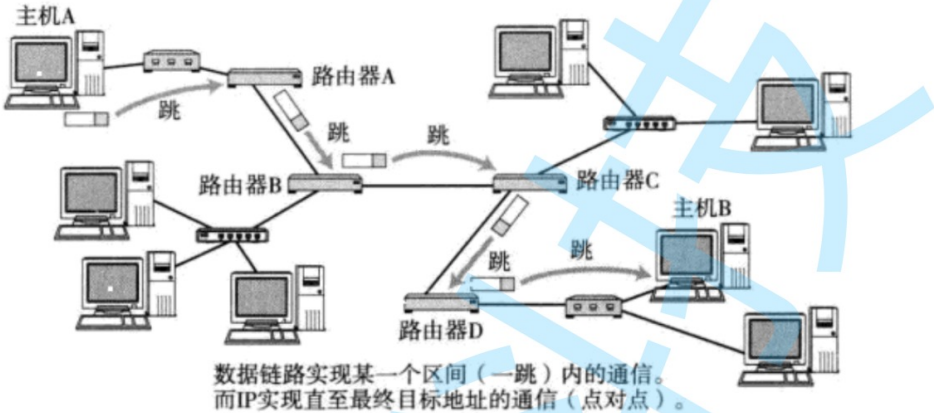 主机A
路由器A
跳
跳
跳
路由器B
路由器C
主机B
跳
跳
路由器D
数据链路实现某一个区间（一跳）内的通信。
而IP实现直至最终目标地址的通信（点对点）。